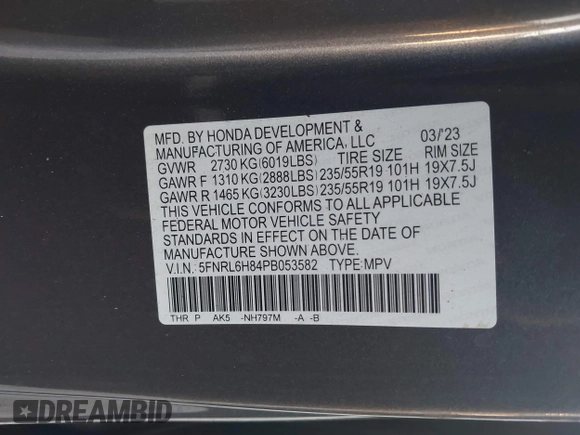 MFD. BY HONDA DEVELOPMENT &
MANUFACTURING OF AMERICA, LLC 03/'23
GVWR 2730 KG(6019LBS) TIRE SIZE RIM SIZE
GAWR F 1310 KG(2888LBS) 235/55R19 101H 19X7.5J
GAWR R 1465 KG(3230LBS) 235/55R19 101H 19X7.5J
THIS VEHICLE CONFORMS TO ALL APPLICABLE
FEDERAL MOTOR VEHICLE SAFETY
STANDARDS IN EFFECT ON THE DATE OF
MANUFACTURE SHOWN ABOVE.
V.I.N.: 5FNRL6H84PB053582 TYPE:MPV
THR P AK5 -NH797M -A -B
DREAMBID